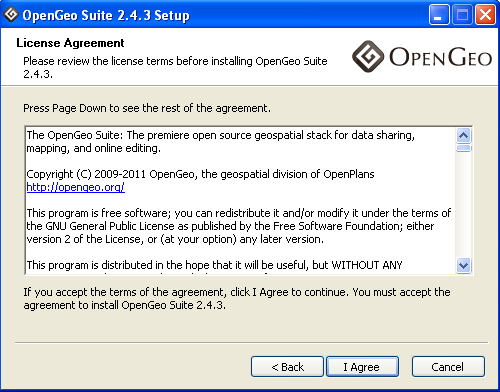 OpenGeo Suite 2.4.3 Setup
License Agreement
Please review the license terms before installing OpenGeo Suite
2.4.3.
OPENGEO
Press Page Down to see the rest of the agreement.
The OpenGeo Suite: The premiere open source geospatial stack for data sharing,
mapping, and online editing.
Copyright (C) 2009-2011 OpenGeo, the geospatial division of OpenPlans
http://opengeo.org/
This program is free software; you can redistribute it and/or modify it under the terms of
the GNU General Public License as published by the Free Software Foundation; either
version 2 of the License, or (at your option) any later version.
This program is distributed in the hope that it will be useful, but WITHOUT ANY
If you accept the terms of the agreement, click I Agree to continue. You must accept the
agreement to install OpenGeo Suite 2.4.3.
< Back
I Agree
Cancel